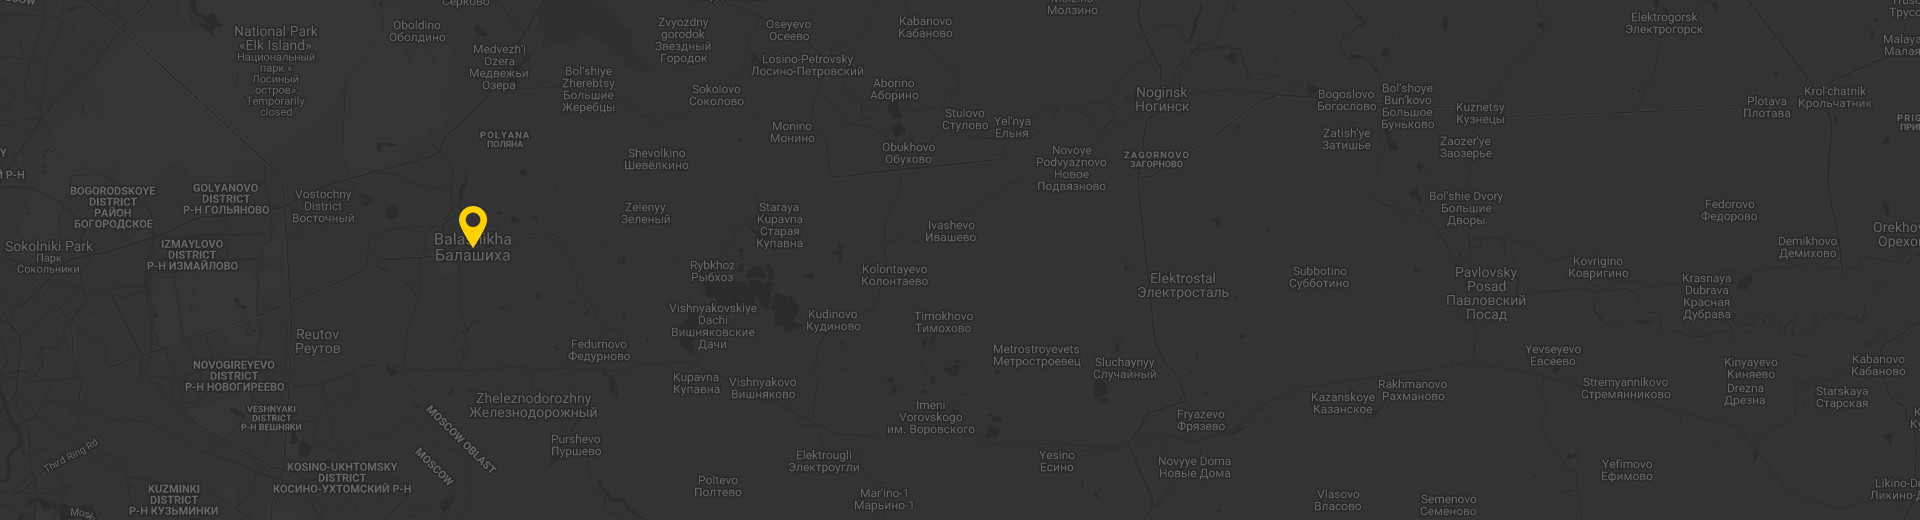 Серково
National Park
«Elk Island»
Национальный
парк «
Лосиный
остров»
Temporarily
closed
Oboldino
Оболдино
Medvezh'i
Ozera
Медвежьи
Озера
Zvyozdny
gorodok
Звездный
Городок
Oseyevo
Осеево
Kabanovo
Кабаново
Молзино
Elektrogorsk
Электрогорск
Malaya
Bol'shiye
Zherebtsy
Большие
Жеребцы
Sokolovo
Соколово
Losino-Petrovsky
Лосино-Петровский
Aborino
Аборино
Noginsk
Ногинск
Bogoslovo
Богослово
Bol'shoye
Bun'kovo
Большое
Буньково
Kuznetsy
Кузнецы
Plotava
Плотава
Krol'chatnik
Крольчатник
POLYANA
ПОЛЯНА
Monino
Монино
Stulovo
Стулово
Yel'nya
Ельня
Zatish'ye
Затишье
Zaozer'ye
Заозерье
Shevolkino
Шевёлкино
Obukhovo
Обухово
Novoye
Podvyaznovo
Новое
Подвязново
ZAGORNOVO
ЗАГОРНОВО
Р-Н
BOGORODSKOYE
DISTRICT
РАЙОН
БОГОРОДСКОЕ
GOLYANOVO
DISTRICT
Р-Н ГОЛЬЯНОВО
Vostochny
District
Восточный
Zelenyy
Зеленый
Staraya
Kupavna
Старая
Купавна
Ivashevo
Ивашево
Bol'shie Dvory
Большие
Дворы
Fedorovo
Федорово
Sokolniki Park
Парк
Сокольники
IZMAYLOVO
DISTRICT
Р-Н ИЗМАЙЛОВО
Balashikha
Балашиха
Demikhovo
Демихово
Rybkhoz
Рыбхоз
Kolontayevo
Колонтаево
Elektrostal
Электросталь
Subbotino
Субботино
Pavlovsky
Posad
Павловский
Посад
Kovrigino
Ковригино
Krasnaya
Dubrava
Красная
Дубрава
Vishnyakovskiye
Dachi
Вишняковские
Дачи
Kudinovo
Кудиново
Timokhovo
Тимохово
Reutov
Реутов
Fedurnovo
Федурново
Metrostroyevets
Метростроевец
Sluchaynyy
Случайный
Yevseyevo
Евсеево
Kinyayevo
Киняево
Drezna
Дрезна
Kabanovo
Кабаново
NOVOGIREYEVO
DISTRICT
Р-Н НОВОГИРЕЕВО
Kupavna
Купавна
Vishnyakovo
Вишняково
Kazanskoye
Казанское
Rakhmanovo
Рахманово
Stremyannikovo
Стремянниково
Starskaya
Старская
VESHNYAKI
DISTRICT
Р-Н ВЕШНЯКИ
Zheleznodorozhny
Железнодорожный
Imeni
Vorovskogo
им. Воровского
Fryazevo
Фрязево
MOSCOW OBLAST
MOSCOW
Purshevo
Пуршево
Third Ring Rd
KOSINO-UKHTOMSKY
DISTRICT
КОСИНО-УХТОМСКИЙ Р-Н
Elektrougli
Электроугли
Yesino
Есино
Novyye Doma
Новые Дома
Yefimovo
Ефимово
Poltevo
Полтево
Mar'ino-1
Марьино-1
Vlasovo
Власово
Semenovo
Семеново
KUZMINKI
DISTRICT
Р-Н КУЗЬМИНКИ